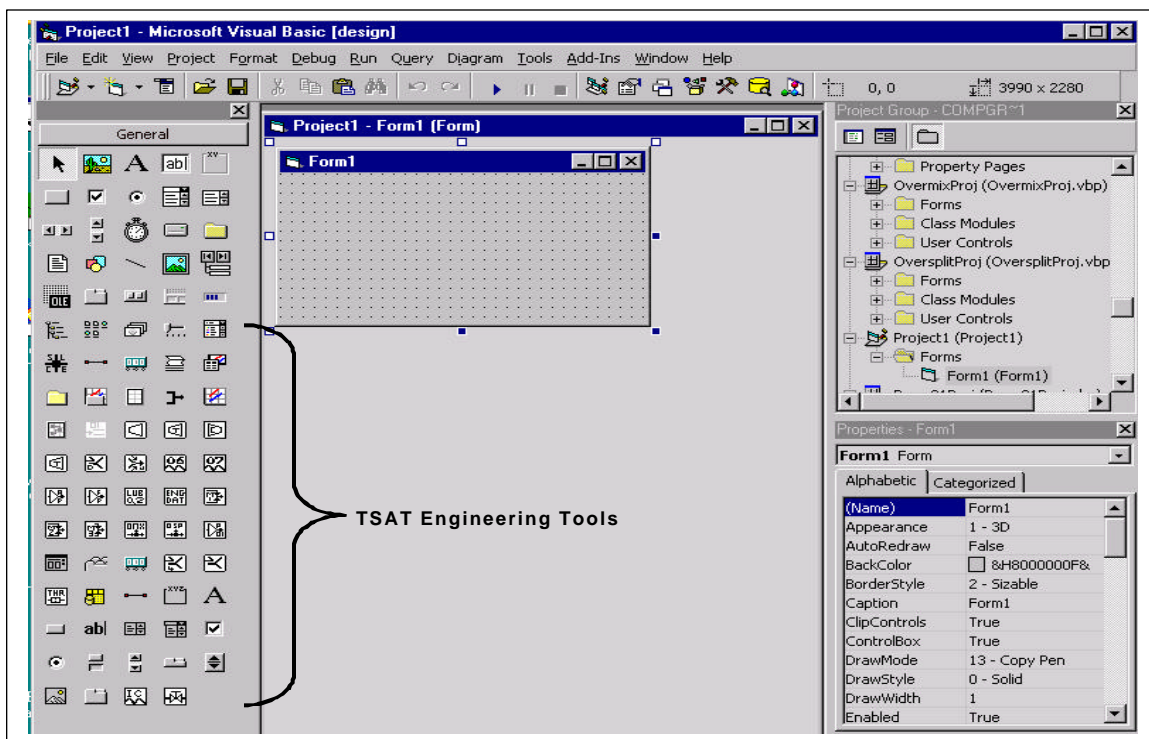 Project1 - Microsoft Visual Basic [design]
File Edit View Project Format Debug Run Query Diagram Tools Add-Ins Window Help
0, 0
3990 x 2280
General
Project1 - Form1 (Form)
Form1
TSAT Engineering Tools
Project Group - COMPGR~1
Property Pages
OvermixProj (OvermixProj.vbp)
Forms
Class Modules
User Controls
OversplitProj (OversplitProj.vbp
Forms
Class Modules
User Controls
Project1 (Project1)
Forms
Form1 (Form1)
Properties - Form1
Form1 Form
Alphabetic Categorized
(Name) Form1
Appearance 1 - 3D
AutoRedraw False
BackColor &H8000000F&
BorderStyle 2 - Sizable
Caption Form1
ClipControls True
ControlBox True
DrawMode 13 - Copy Pen
DrawStyle 0 - Solid
DrawWidth 1
Enabled True